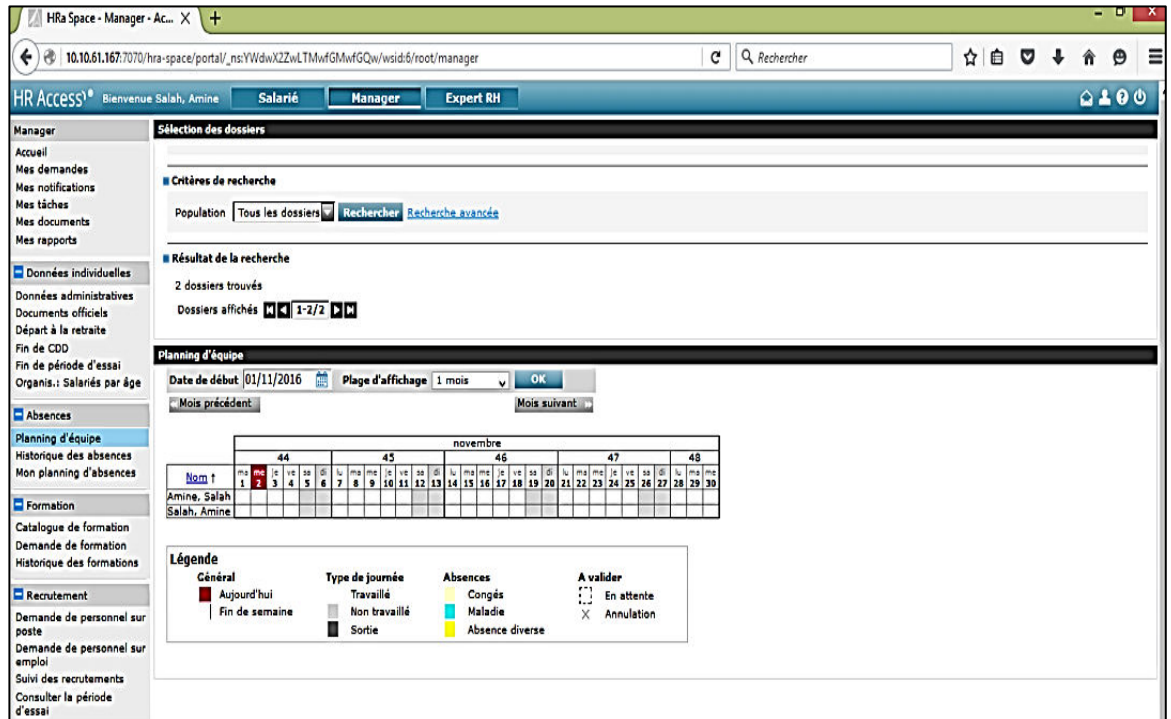 HRa Space - Manager - Ac... X +
10.10.61.167:7070/hra-space/portal/_ns:YWdwX2ZwLTMwfGMwfGQw/wsid:6/root/manager
Rechercher
HR Access Bienvenue Salah, Amine Salarié Manager Expert RH
Manager
Accueil
Mes demandes
Mes notifications
Mes tâches
Mes documents
Mes rapports
Données individuelles
Données administratives
Documents officiels
Départ à la retraite
Fin de CDD
Fin de période d'essai
Organis.: Salariés par âge
Absences
Planning d'équipe
Historique des absences
Mon planning d'absences
Formation
Catalogue de formation
Demande de formation
Historique des formations
Recrutement
Demande de personnel sur
poste
Demande de personnel sur
emploi
Suivi des recrutements
Consulter la période
d'essai
Sélection des dossiers
Critères de recherche
Population Tous les dossiers Rechercher Recherche avancée
Résultat de la recherche
2 dossiers trouvés
Dossiers affichés 1-2/2
Planning d'équipe
Date de début 01/11/2016 Plage d'affichage 1 mois OK
Mois précédent Mois suivant
novembre
44 45 46 47 48
ma me je ve sa di lu ma me je ve sa di lu ma me je ve sa di lu ma me je ve sa di lu ma me
Nom ↑ 1 2 3 4 5 6 7 8 9 10 11 12 13 14 15 16 17 18 19 20 21 22 23 24 25 26 27 28 29 30
Amine, Salah
Salah, Amine
Légende
Général Type de journée Absences A valider
Aujourd'hui Travaillé Congés En attente
Fin de semaine Non travaillé Maladie X Annulation
Sortie Absence diverse